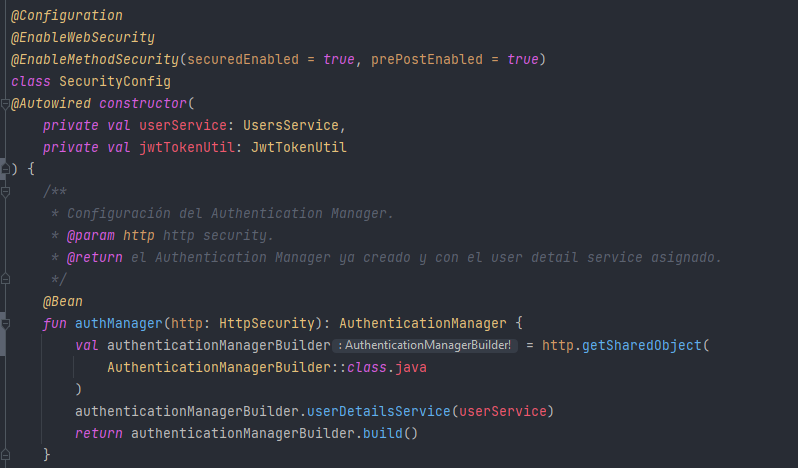 @Configuration
@EnableWebSecurity
@EnableMethodSecurity(securedEnabled = true, prePostEnabled = true)
class SecurityConfig
@Autowired constructor(
    private val userService: UsersService,
    private val jwtTokenUtil: JwtTokenUtil
) {
    /**
     * Configuración del Authentication Manager.
     * @param http http security.
     * @return el Authentication Manager ya creado y con el user detail service asignado.
     */
    @Bean
    fun authManager(http: HttpSecurity): AuthenticationManager {
        val authenticationManagerBuilder : AuthenticationManagerBuilder! = http.getSharedObject(
            AuthenticationManagerBuilder::class.java
        )
        authenticationManagerBuilder.userDetailsService(userService)
        return authenticationManagerBuilder.build()
    }